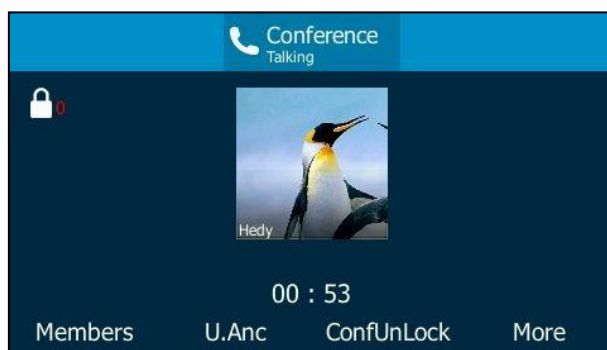 Conference
Talking
0
Hedy
00 : 53
Members U.Anc ConfUnLock More